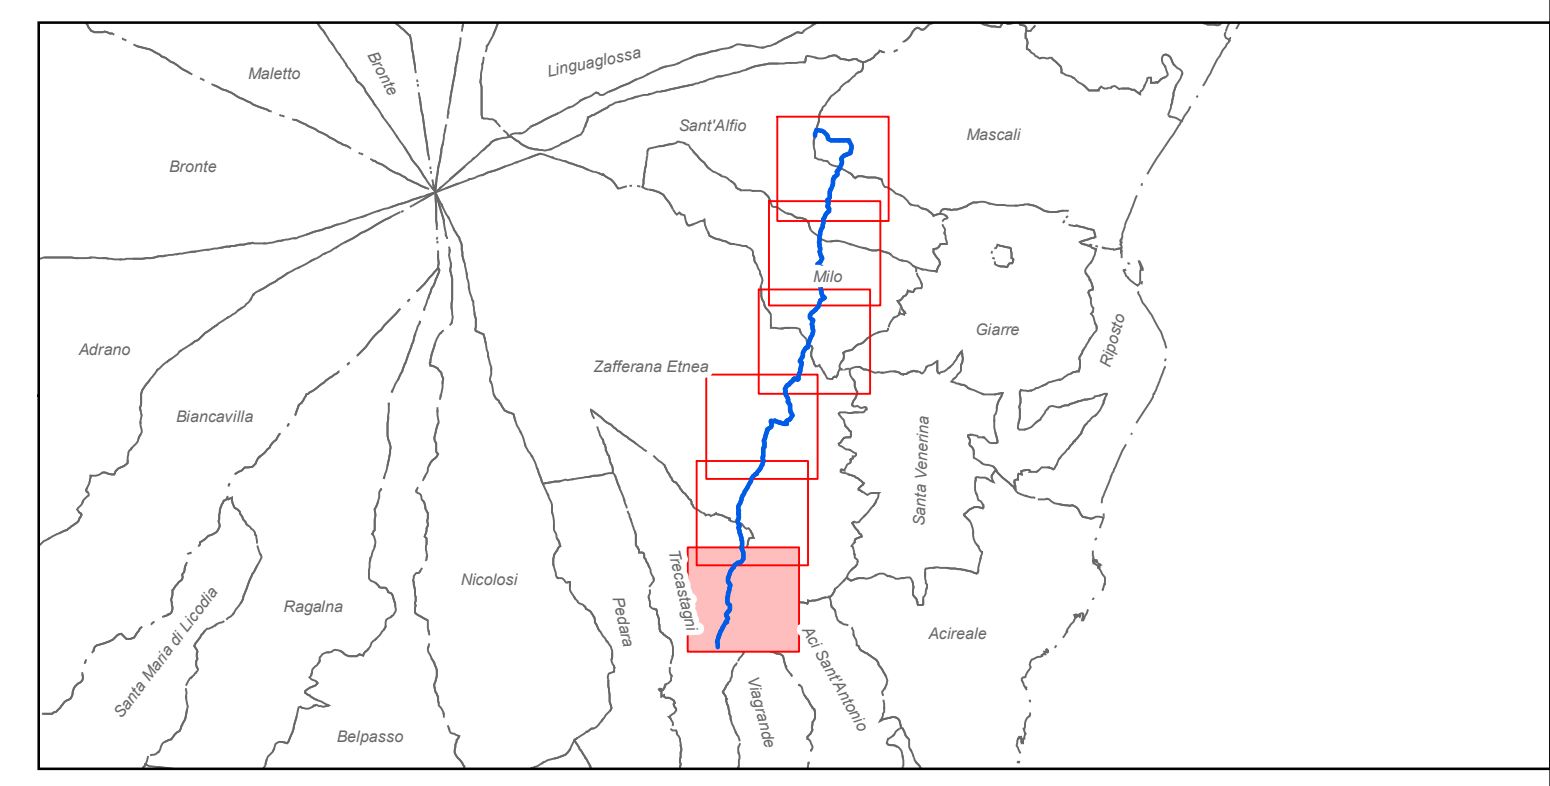 Linguaglossa
Maletto
Bronte
Sant'Alfio
Mascali
Bronte
Milo
Giarre
Riposto
Adrano
Zafferana Etnea
Biancavilla
Santa Venerina
Nicolosi
Trecastagni
Ragalna
Pedara
Santa Maria di Licodia
Acireale
Aci Sant'Antonio
Viagrande
Belpasso